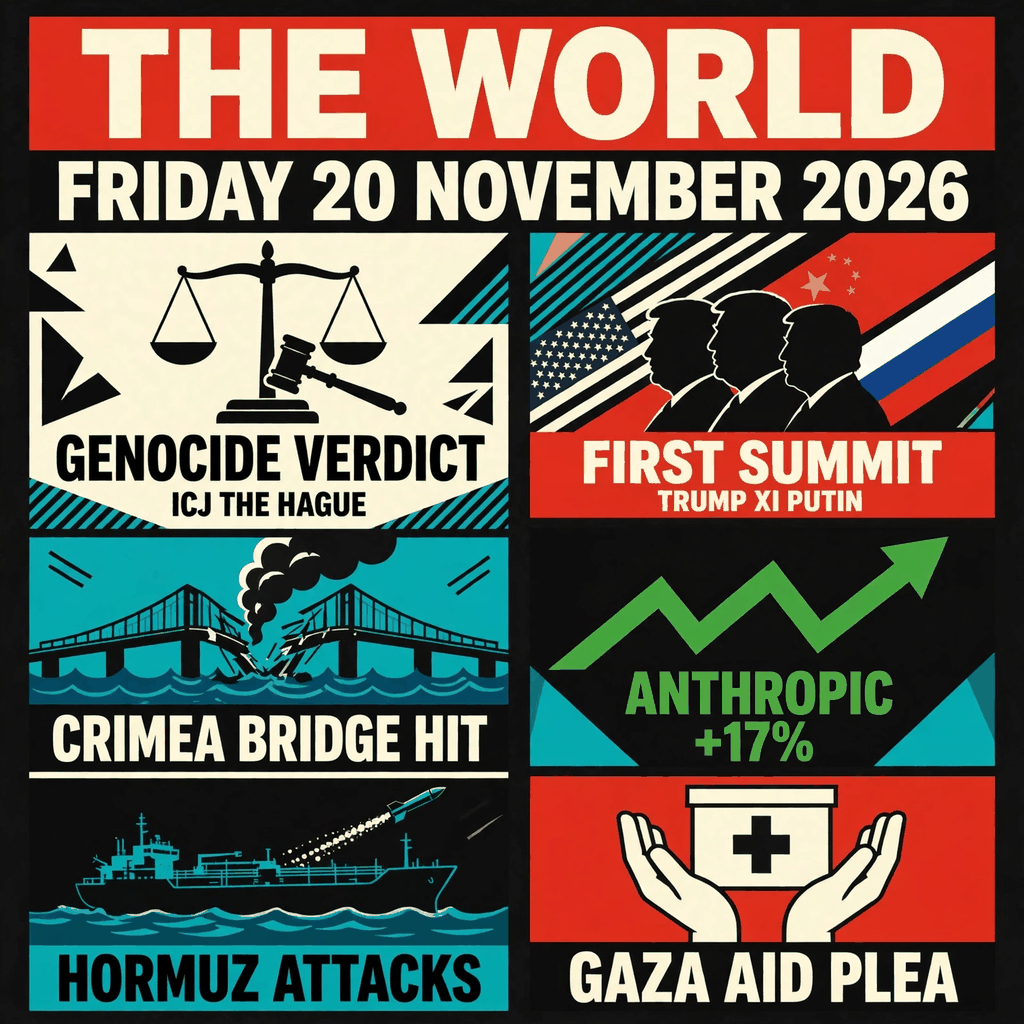 THE WORLD
FRIDAY 20 NOVEMBER 2026
GENOCIDE VERDICT
ICJ THE HAGUE
FIRST SUMMIT
TRUMP XI PUTIN
CRIMEA BRIDGE HIT
ANTHROPIC
+17%
HORMUZ ATTACKS
GAZA AID PLEA